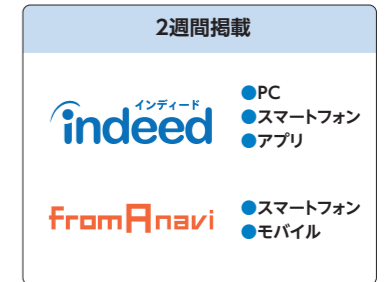 2週間掲載
インディード
indeed
●PC
●スマートフォン
●アプリ
fromAnavi
●スマートフォン
●モバイル